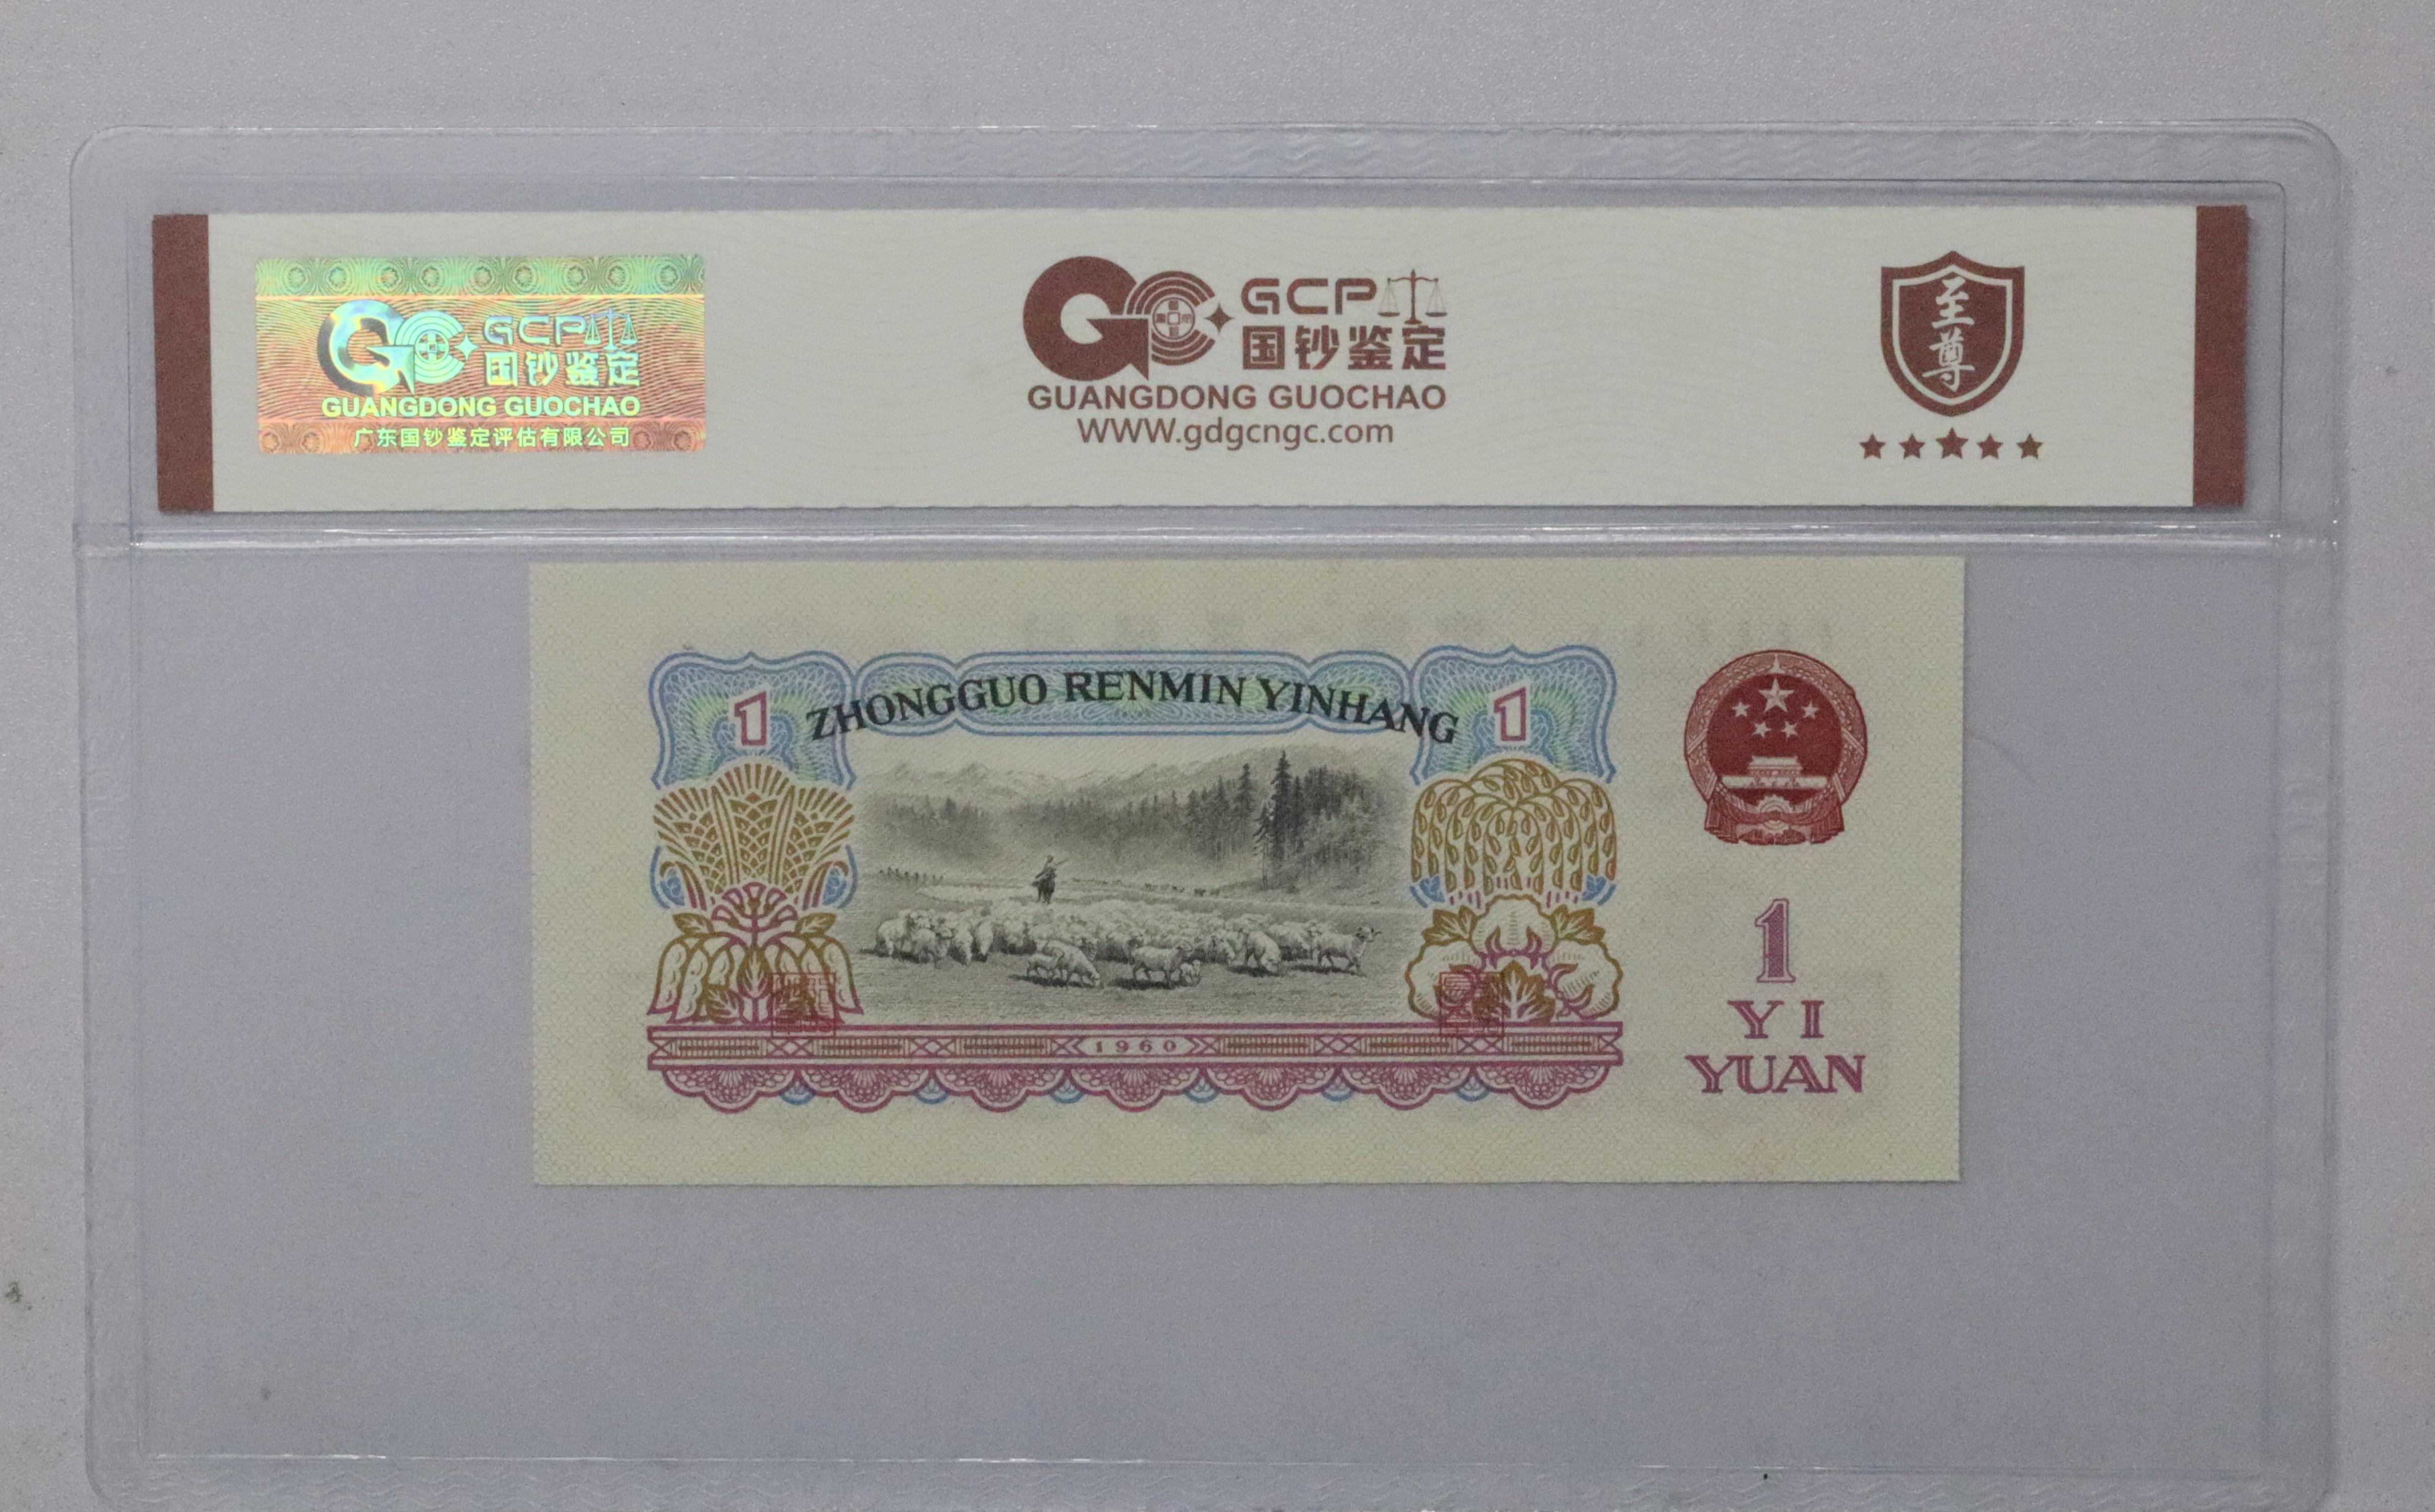 GCP
国钞鉴定
GUANGDONG GUOCHAO
广东国钞鉴定评估有限公司
GCP
国钞鉴定
GUANGDONG GUOCHAO
WWW.gdgcngc.com
至尊
1
ZHONGGUO RENMIN YINHANG
1
1
YI
YUAN
1960